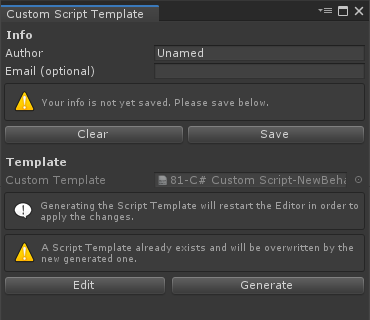 Custom Script Template
Info
Author Unamed
Email (optional)
Your info is not yet saved. Please save below.
Clear Save
Template
Custom Template 81-C# Custom Script-NewBeha
Generating the Script Template will restart the Editor in order to
apply the changes.
A Script Template already exists and will be overwritten by the
new generated one.
Edit Generate